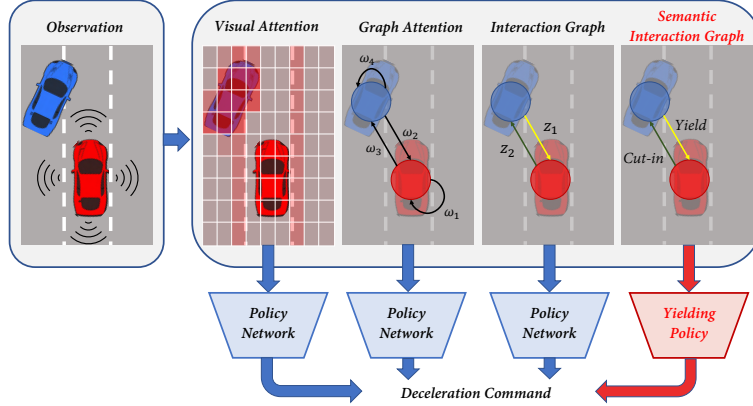 Observation
Visual Attention
Graph Attention
Interaction Graph
Semantic
Interaction Graph
ω4
ω2
ω3
ω1
z1
z2
Yield
Cut-in
Policy
Network
Policy
Network
Policy
Network
Yielding
Policy
Deceleration Command